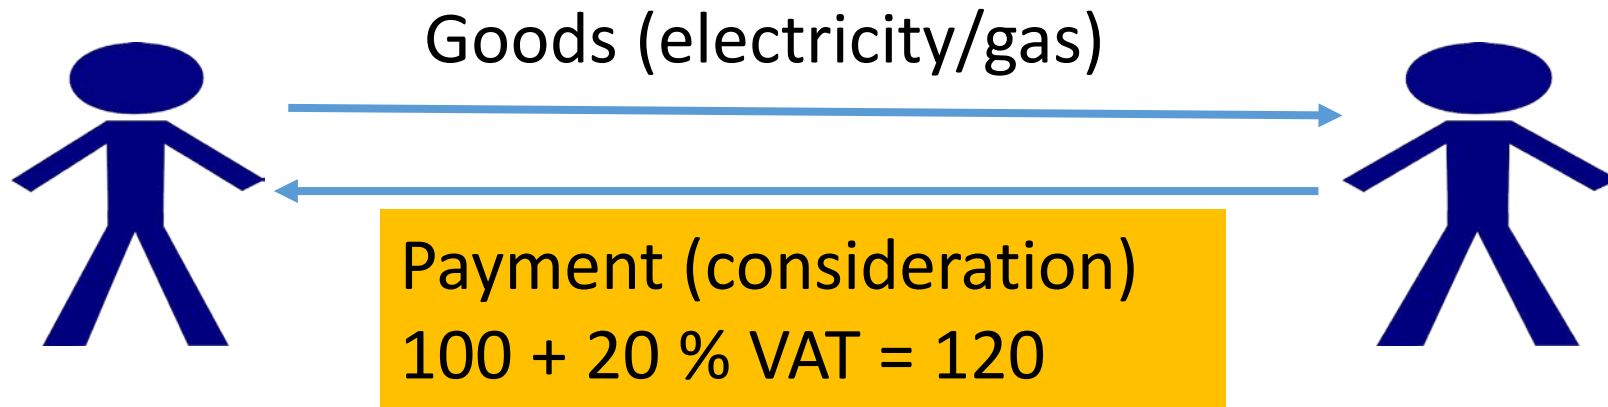 Goods (electricity/gas)
Payment (consideration)
100 + 20 % VAT = 120